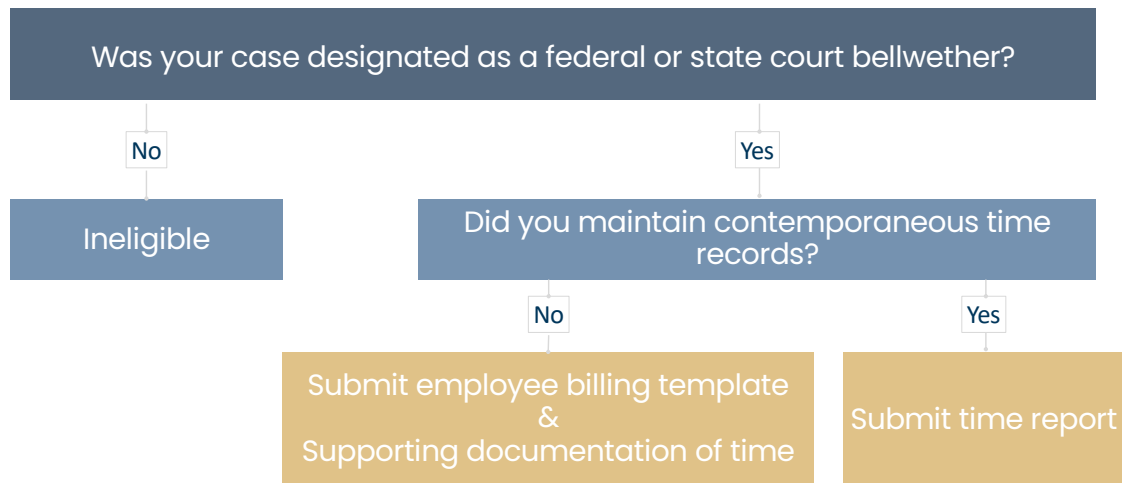 Was your case designated as a federal or state court bellwether?
No
Yes
Ineligible
Did you maintain contemporaneous time
records?
No
Yes
Submit employee billing template
&
Supporting documentation of time
Submit time report